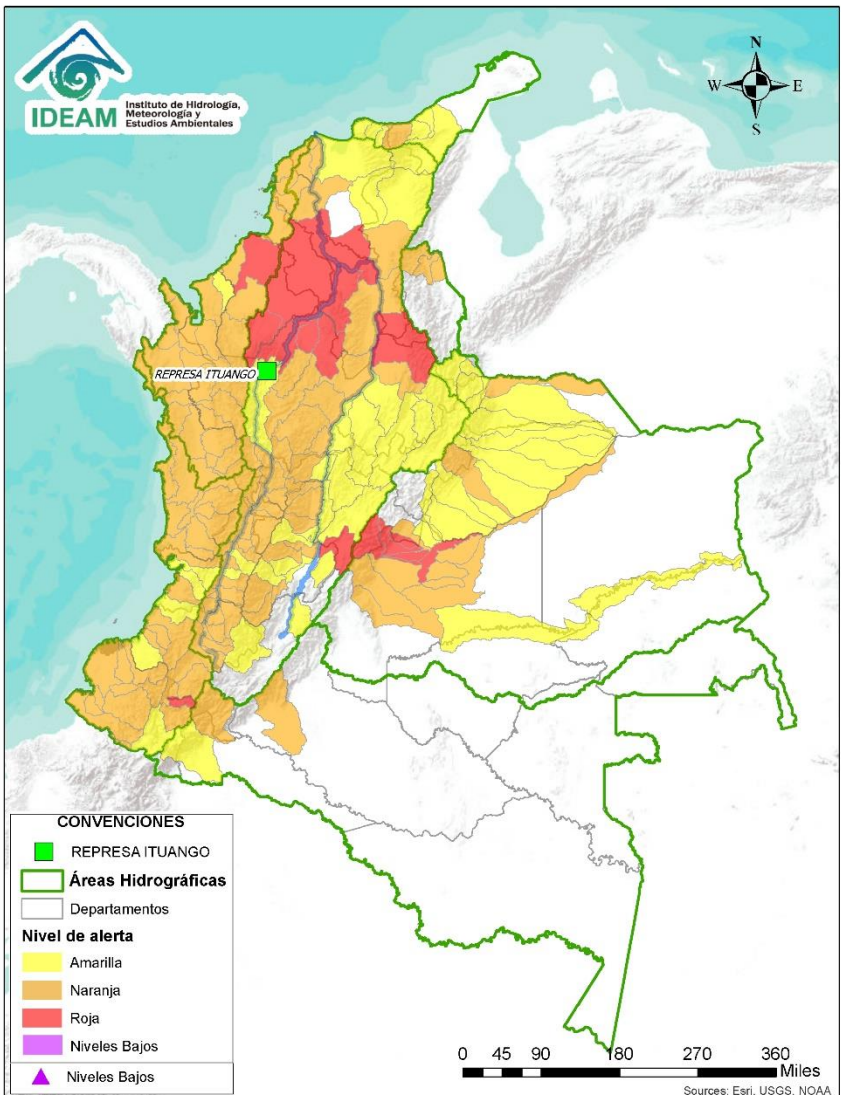 IDEAM
Instituto de Hidrología,
Meteorología y
Estudios Ambientales
N
W
E
S
REPRESA ITUANGO
CONVENCIONES
REPRESA ITUANGO
Áreas Hidrográficas
Departamentos
Nivel de alerta
Amarilla
Naranja
Roja
Niveles Bajos
Niveles Bajos
0 45 90 180 270 360
Miles
Sources: Esri, USGS, NOAA